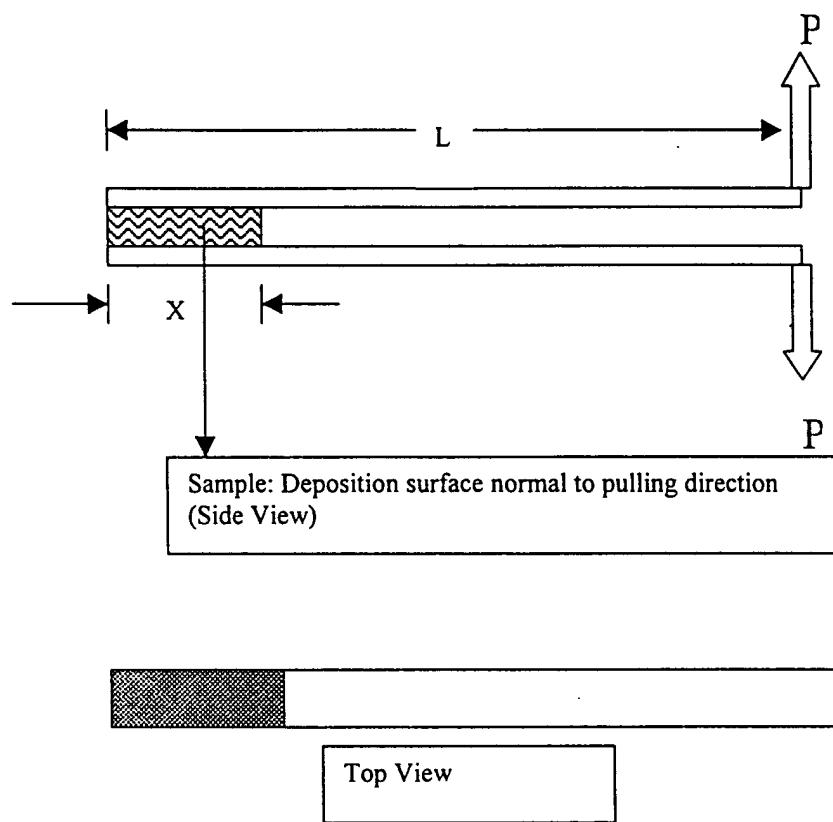 P
L
X
P
Sample: Deposition surface normal to pulling direction
(Side View)
Top View